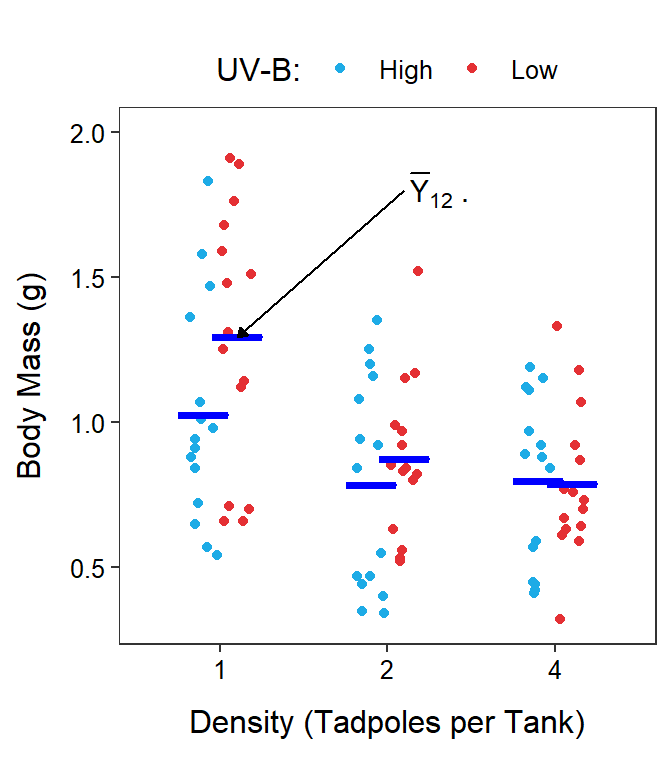 UV-B: High Low
2.0
Y̅₁₂ .
1.5
1.0
0.5
Body Mass (g)
1 2 4
Density (Tadpoles per Tank)